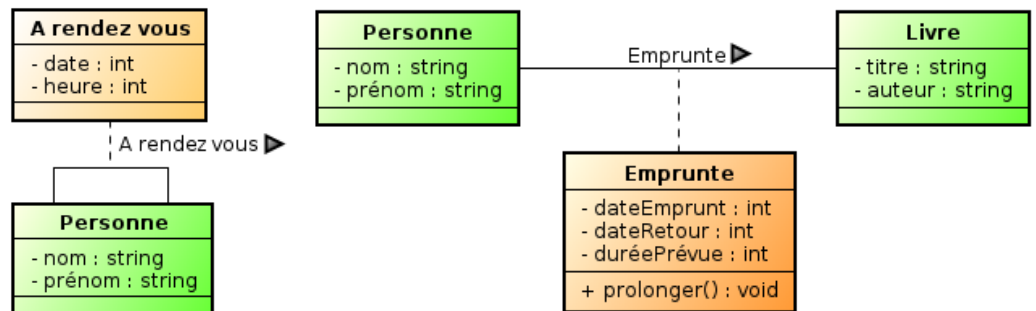 A rendez vous
- date : int
- heure : int
A rendez vous
Personne
- nom : string
- prénom : string
Personne
- nom : string
- prénom : string
Emprunte
Livre
- titre : string
- auteur : string
Emprunte
- dateEmprunt : int
- dateRetour : int
- duréePrévue : int
+ prolonger() : void